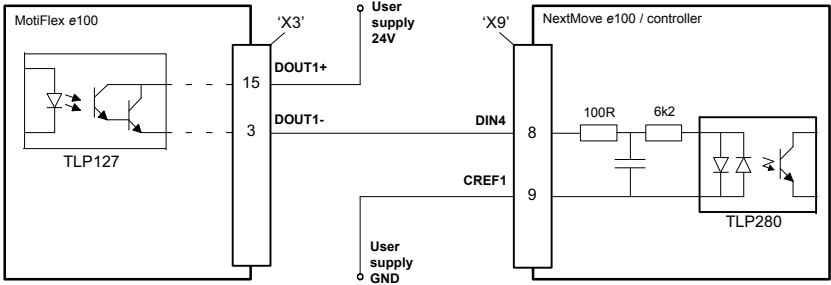 MotiFlex e100
'X3'
User
supply
24V
'X9'
NextMove e100 / controller
15
DOUT1+
3
DOUT1-
DIN4
8
100R
6k2
TLP127
CREF1
9
TLP280
User
supply
GND